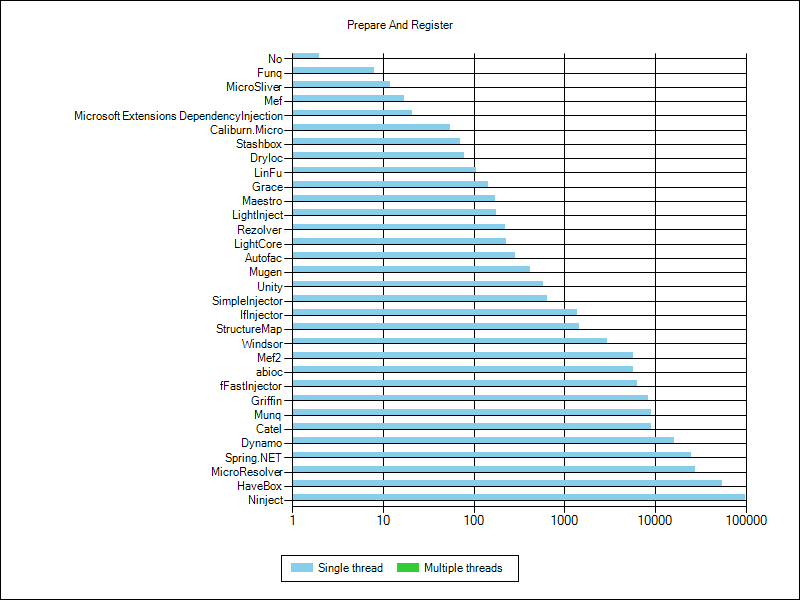 Prepare And Register
No
Funq
MicroSliver
Mef
Microsoft Extensions DependencyInjection
Caliburn.Micro
Stashbox
DryIoc
LinFu
Grace
Maestro
LightInject
Rezolver
LightCore
Autofac
Mugen
Unity
SimpleInjector
IfInjector
StructureMap
Windsor
Mef2
abioc
fFastInjector
Griffin
Munq
Catel
Dynamo
Spring.NET
MicroResolver
HaveBox
Ninject
1 10 100 1000 10000 100000
Single thread Multiple threads